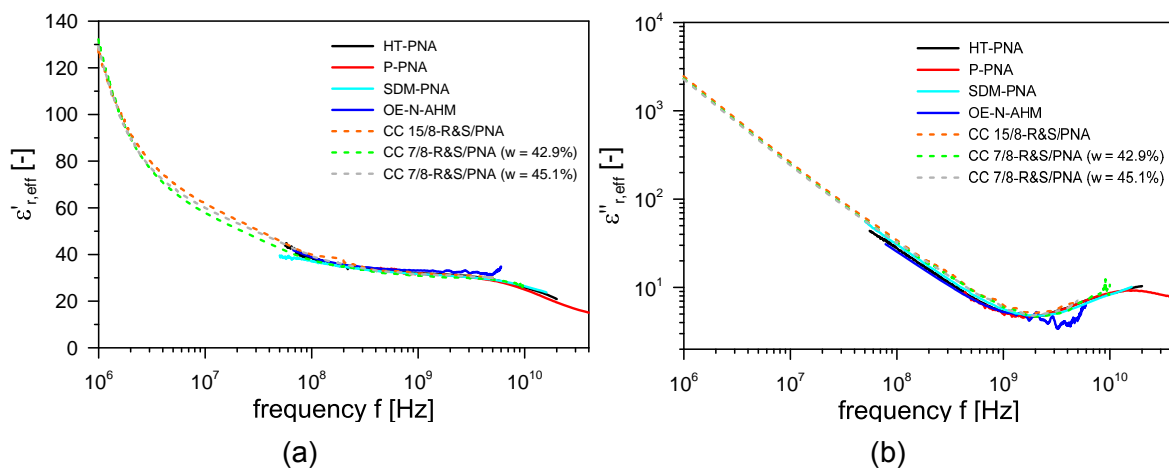 140
120
100
80
60
40
20
0
ε'r,eff [-]
HT-PNA
P-PNA
SDM-PNA
OE-N-AHM
CC 15/8-R&S/PNA
CC 7/8-R&S/PNA (w = 42.9%)
CC 7/8-R&S/PNA (w = 45.1%)
10^6 10^7 10^8 10^9 10^10
frequency f [Hz]
(a)
10^4
10^3
10^2
10^1
ε''r,eff [-]
HT-PNA
P-PNA
SDM-PNA
OE-N-AHM
CC 15/8-R&S/PNA
CC 7/8-R&S/PNA (w = 42.9%)
CC 7/8-R&S/PNA (w = 45.1%)
10^6 10^7 10^8 10^9 10^10
frequency f [Hz]
(b)